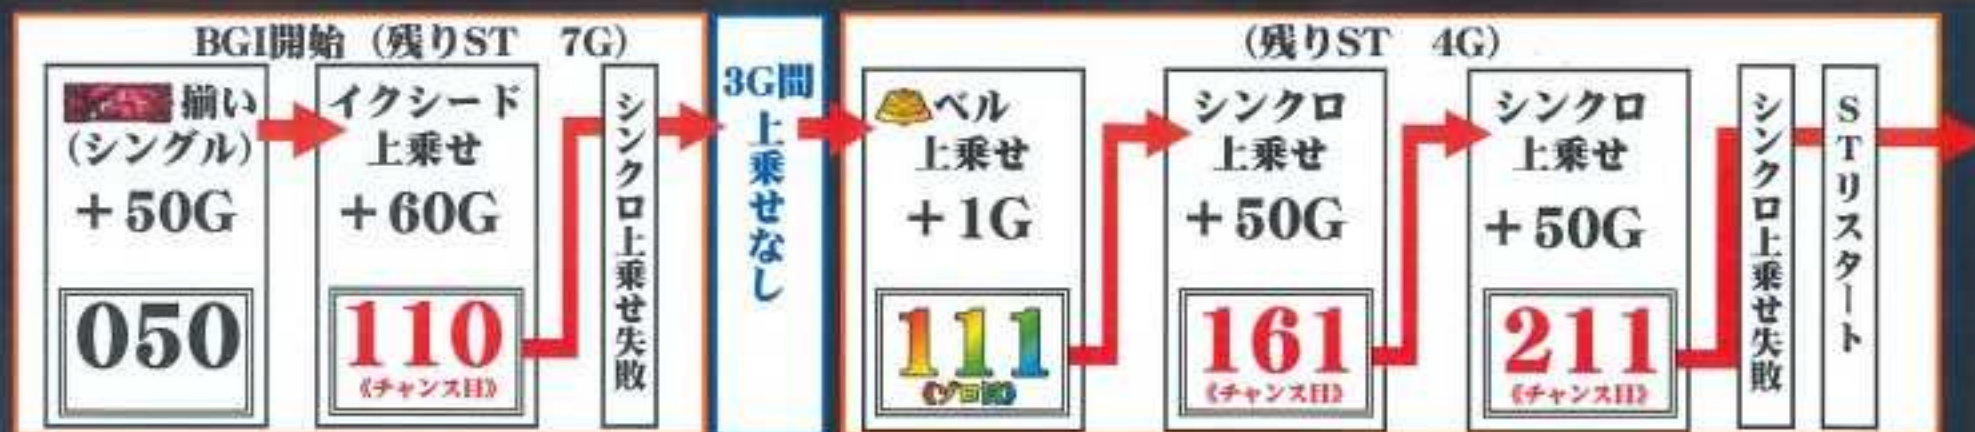 BGI開始（残りST　7G）
揃い
（シングル）
＋50G
050
イクシード
上乗せ
＋60G
110
《チャンス目》
シンクロ上乗せ失敗
3G間
上乗せなし
（残りST　4G）
ベル
上乗せ
＋1G
111
《ゾロ目》
シンクロ
上乗せ
＋50G
161
《チャンス目》
シンクロ
上乗せ
＋50G
211
《チャンス目》
シンクロ上乗せ失敗
STリスタート